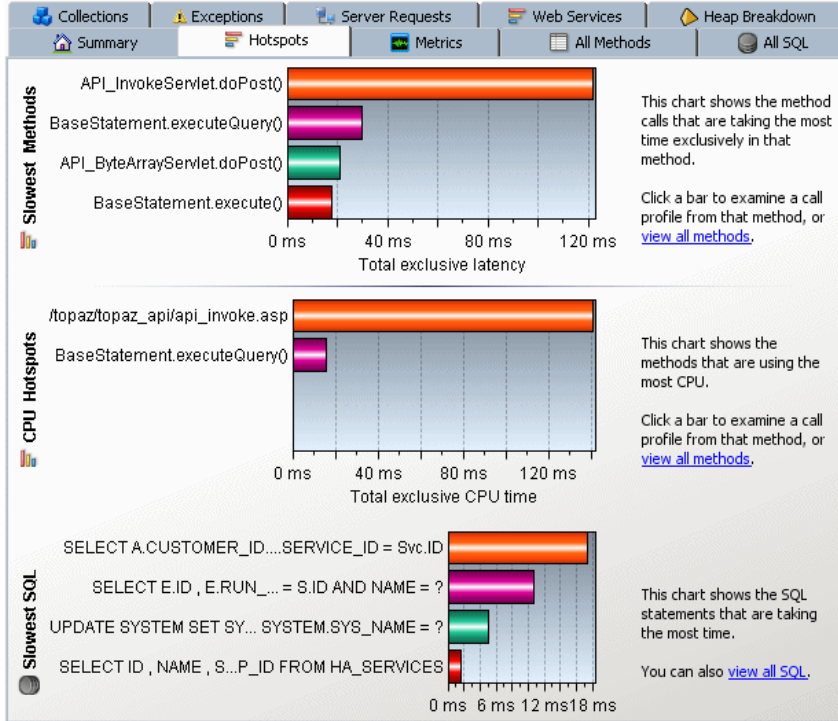 Collections
Exceptions
Server Requests
Web Services
Heap Breakdown
Summary
Hotspots
Metrics
All Methods
All SQL
Slowest Methods
API_InvokeServlet.doPost()
BaseStatement.executeQuery()
API_ByteArrayServlet.doPost()
BaseStatement.execute()
0 ms 40 ms 80 ms 120 ms
Total exclusive latency
This chart shows the method
calls that are taking the most
time exclusively in that
method.
Click a bar to examine a call
profile from that method, or
view all methods.
CPU Hotspots
/topaz/topaz_api/api_invoke.asp
BaseStatement.executeQuery()
0 ms 40 ms 80 ms 120 ms
Total exclusive CPU time
This chart shows the
methods that are using the
most CPU.
Click a bar to examine a call
profile from that method, or
view all methods.
Slowest SQL
SELECT A.CUSTOMER_ID....SERVICE_ID = Svc.ID
SELECT E.ID , E.RUN_... = S.ID AND NAME = ?
UPDATE SYSTEM SET SY... SYSTEM.SYS_NAME = ?
SELECT ID , NAME , S...P_ID FROM HA_SERVICES
0 ms 6 ms 12 ms 18 ms
This chart shows the SQL
statements that are taking
the most time.
You can also view all SQL.